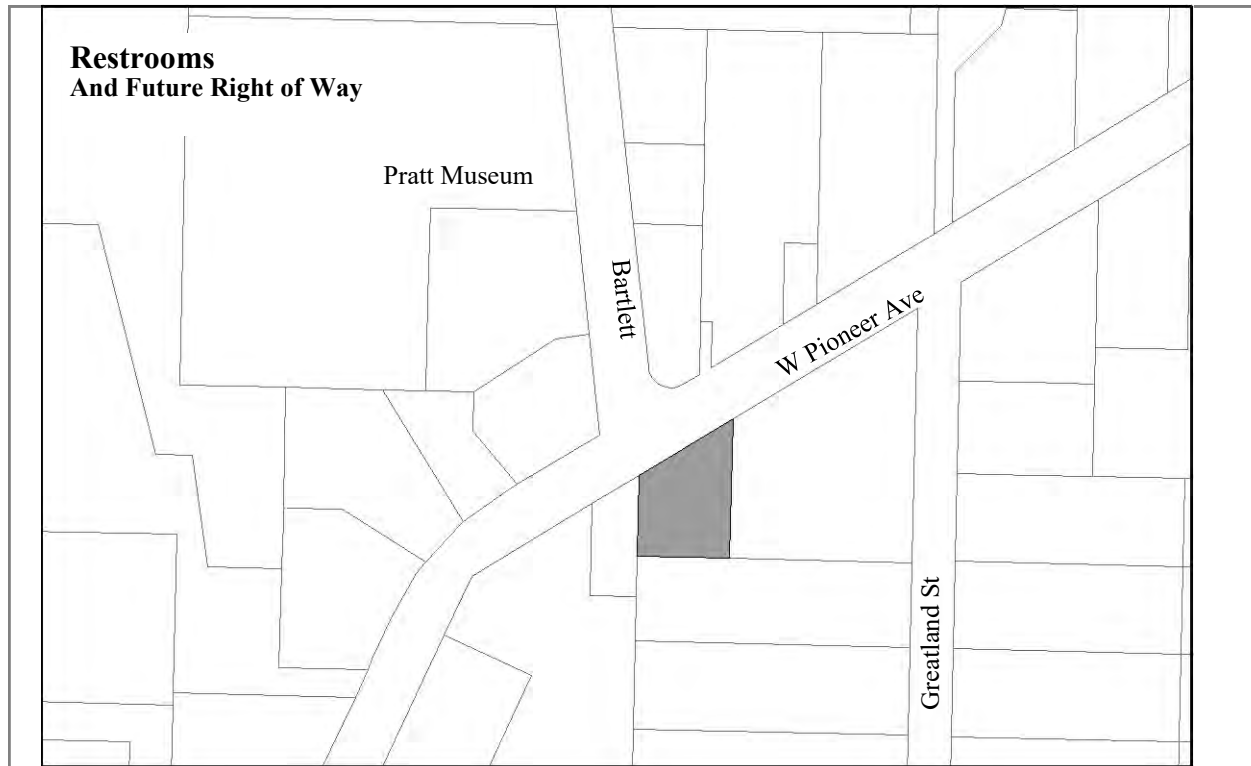 Restrooms
And Future Right of Way
Pratt Museum
Bartlett
W Pioneer Ave
Greatland St